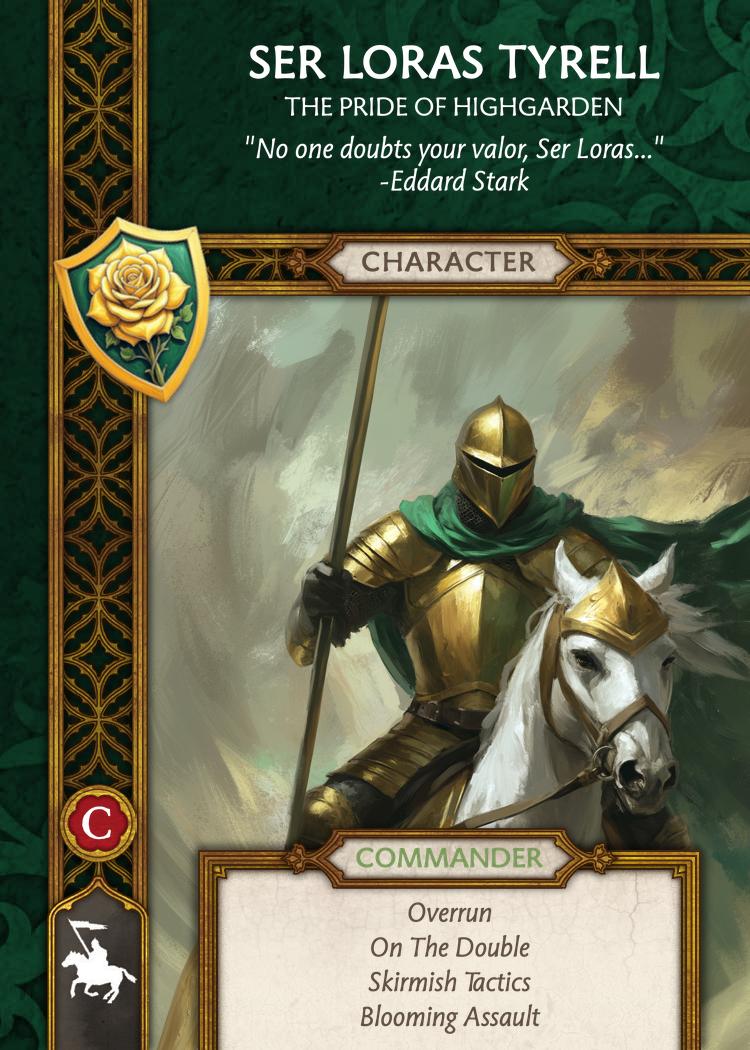 SER LORAS TYRELL
THE PRIDE OF HIGHGARDEN
"No one doubts your valor, Ser Loras..."
-Eddard Stark
CHARACTER
C
COMMANDER
Overrun
On The Double
Skirmish Tactics
Blooming Assault